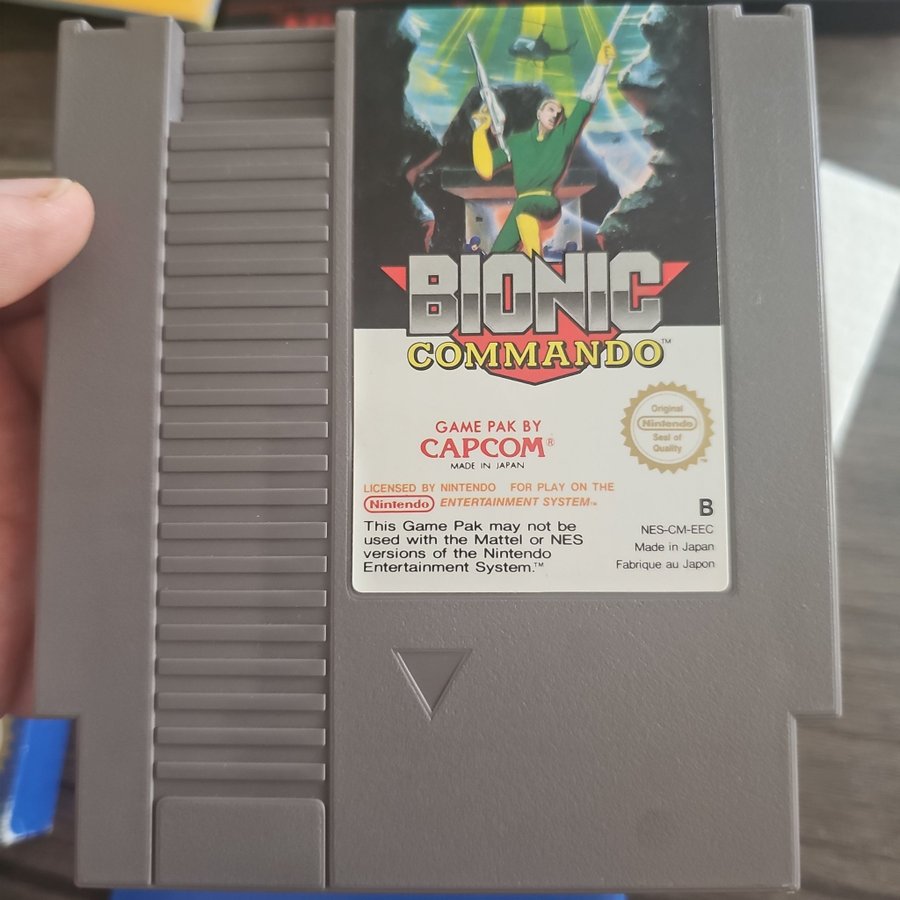 BIONIC
COMMANDO™
GAME PAK BY
CAPCOM®
MADE IN JAPAN
Original
Nintendo
Seal of
Quality
™
LICENSED BY NINTENDO FOR PLAY ON THE
Nintendo ENTERTAINMENT SYSTEM™
This Game Pak may not be
used with the Mattel or NES
versions of the Nintendo
Entertainment System.™
B
NES-CM-EEC
Made in Japan
Fabrique au Japon